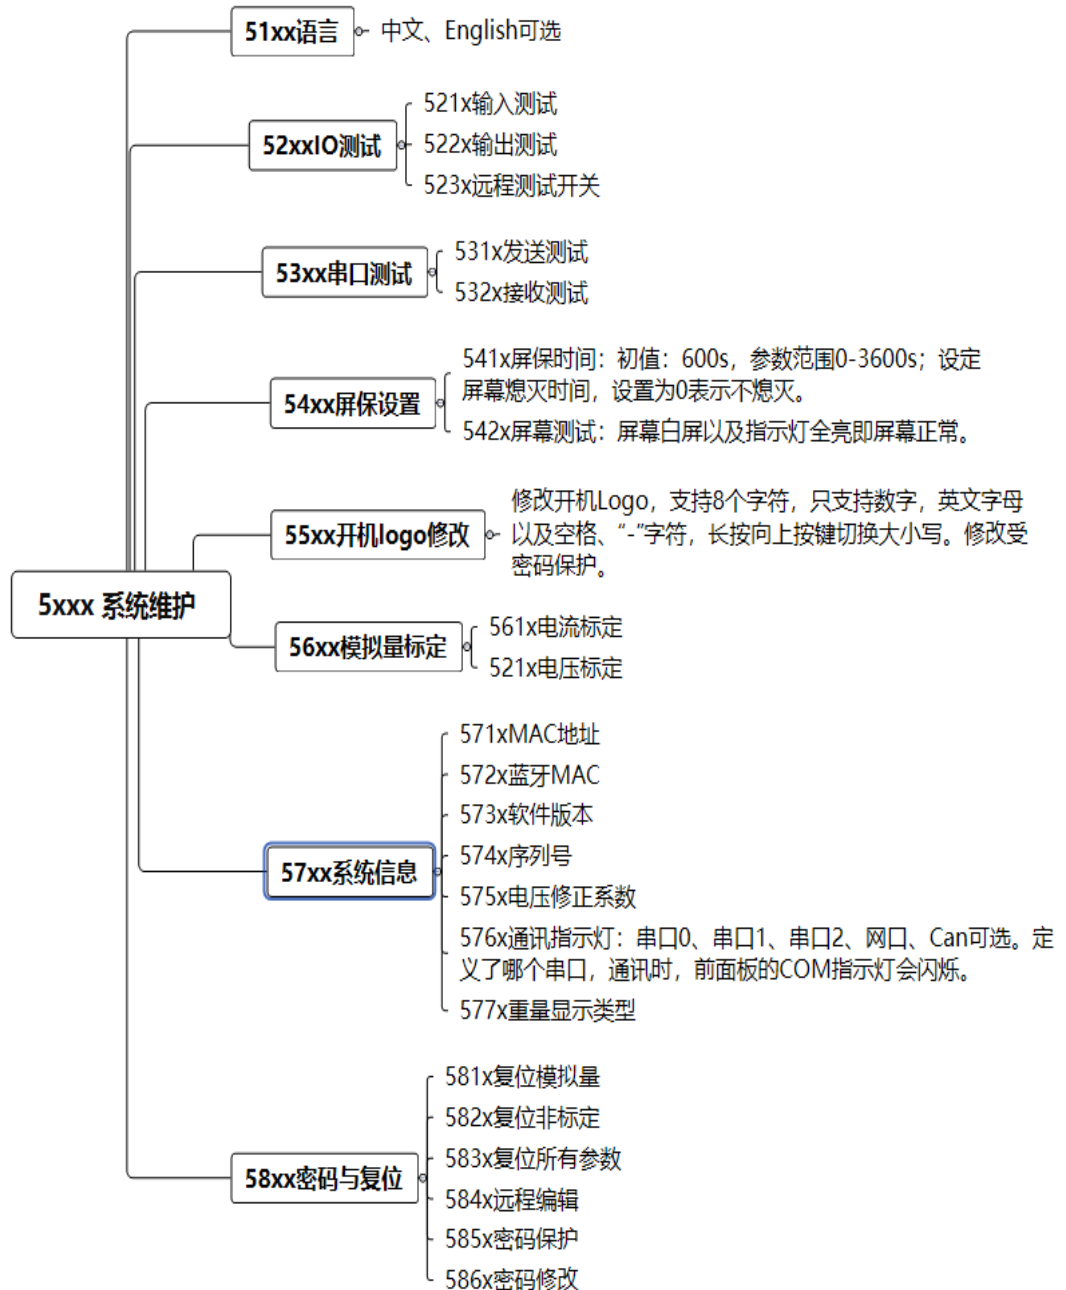 5xxx 系统维护
51xx语言
中文、English可选
52xxIO测试
521x输入测试
522x输出测试
523x远程测试开关
53xx串口测试
531x发送测试
532x接收测试
54xx屏保设置
541x屏保时间：初值：600s，参数范围0-3600s；设定
屏幕熄灭时间，设置为0表示不熄灭。
542x屏幕测试：屏幕白屏以及指示灯全亮即屏幕正常。
55xx开机logo修改
修改开机Logo，支持8个字符，只支持数字，英文字母
以及空格、“-”字符，长按向上按键切换大小写。修改受
密码保护。
56xx模拟量标定
561x电流标定
521x电压标定
57xx系统信息
571xMAC地址
572x蓝牙MAC
573x软件版本
574x序列号
575x电压修正系数
576x通讯指示灯：串口0、串口1、串口2、网口、Can可选。定
义了哪个串口，通讯时，前面板的COM指示灯会闪烁。
577x重量显示类型
58xx密码与复位
581x复位模拟量
582x复位非标定
583x复位所有参数
584x远程编辑
585x密码保护
586x密码修改